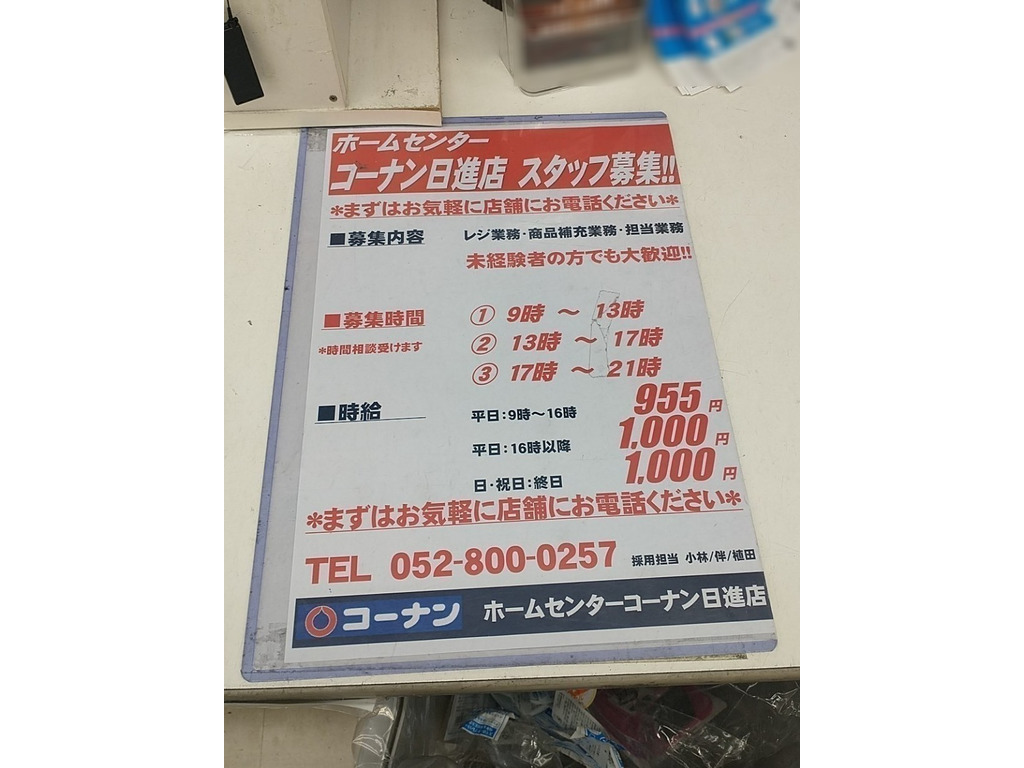 ホームセンター
コーナン日進店 スタッフ募集!!
*まずはお気軽に店舗にお電話ください*
■募集内容 レジ業務・商品補充業務・担当業務
未経験者の方でも大歓迎!!
■募集時間 ① 9時 ～ 13時
*時間相談受けます ② 13時 ～ 17時
③ 17時 ～ 21時
■時給 平日:9時～16時 955円
平日:16時以降 1,000円
日・祝日:終日 1,000円
*まずはお気軽に店舗にお電話ください*
TEL 052-800-0257 採用担当 小林/伴/植田
コーナン ホームセンターコーナン日進店